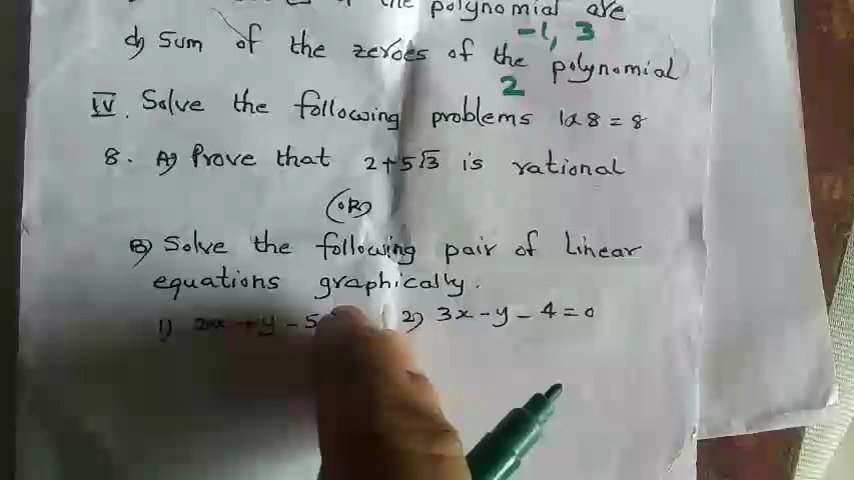 the polynomial are
-1, 3
d) Sum of the zeroes of the polynomial
2
IV. Solve the following problems 1x8=8
8. A) Prove that 2+5√3 is rational
(OR)
B) Solve the following pair of Linear
equations graphically.
1) 2x+y-5 2) 3x-y-4=0